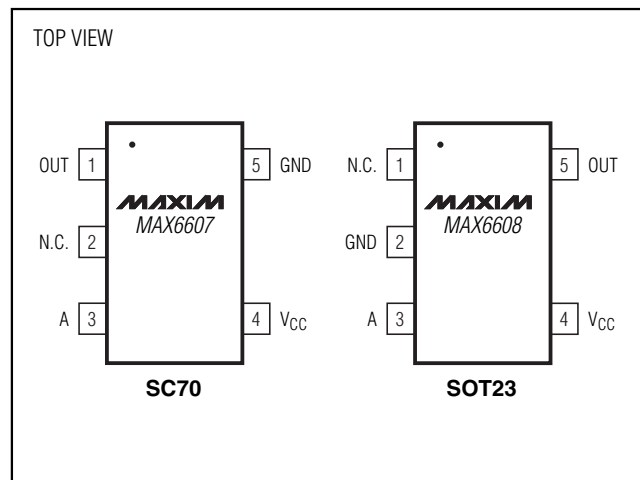 TOP VIEW
OUT 1 5 GND
MAXIM
MAX6607
N.C. 2
A 3 4 VCC
SC70
N.C. 1 5 OUT
MAXIM
MAX6608
GND 2
A 3 4 VCC
SOT23